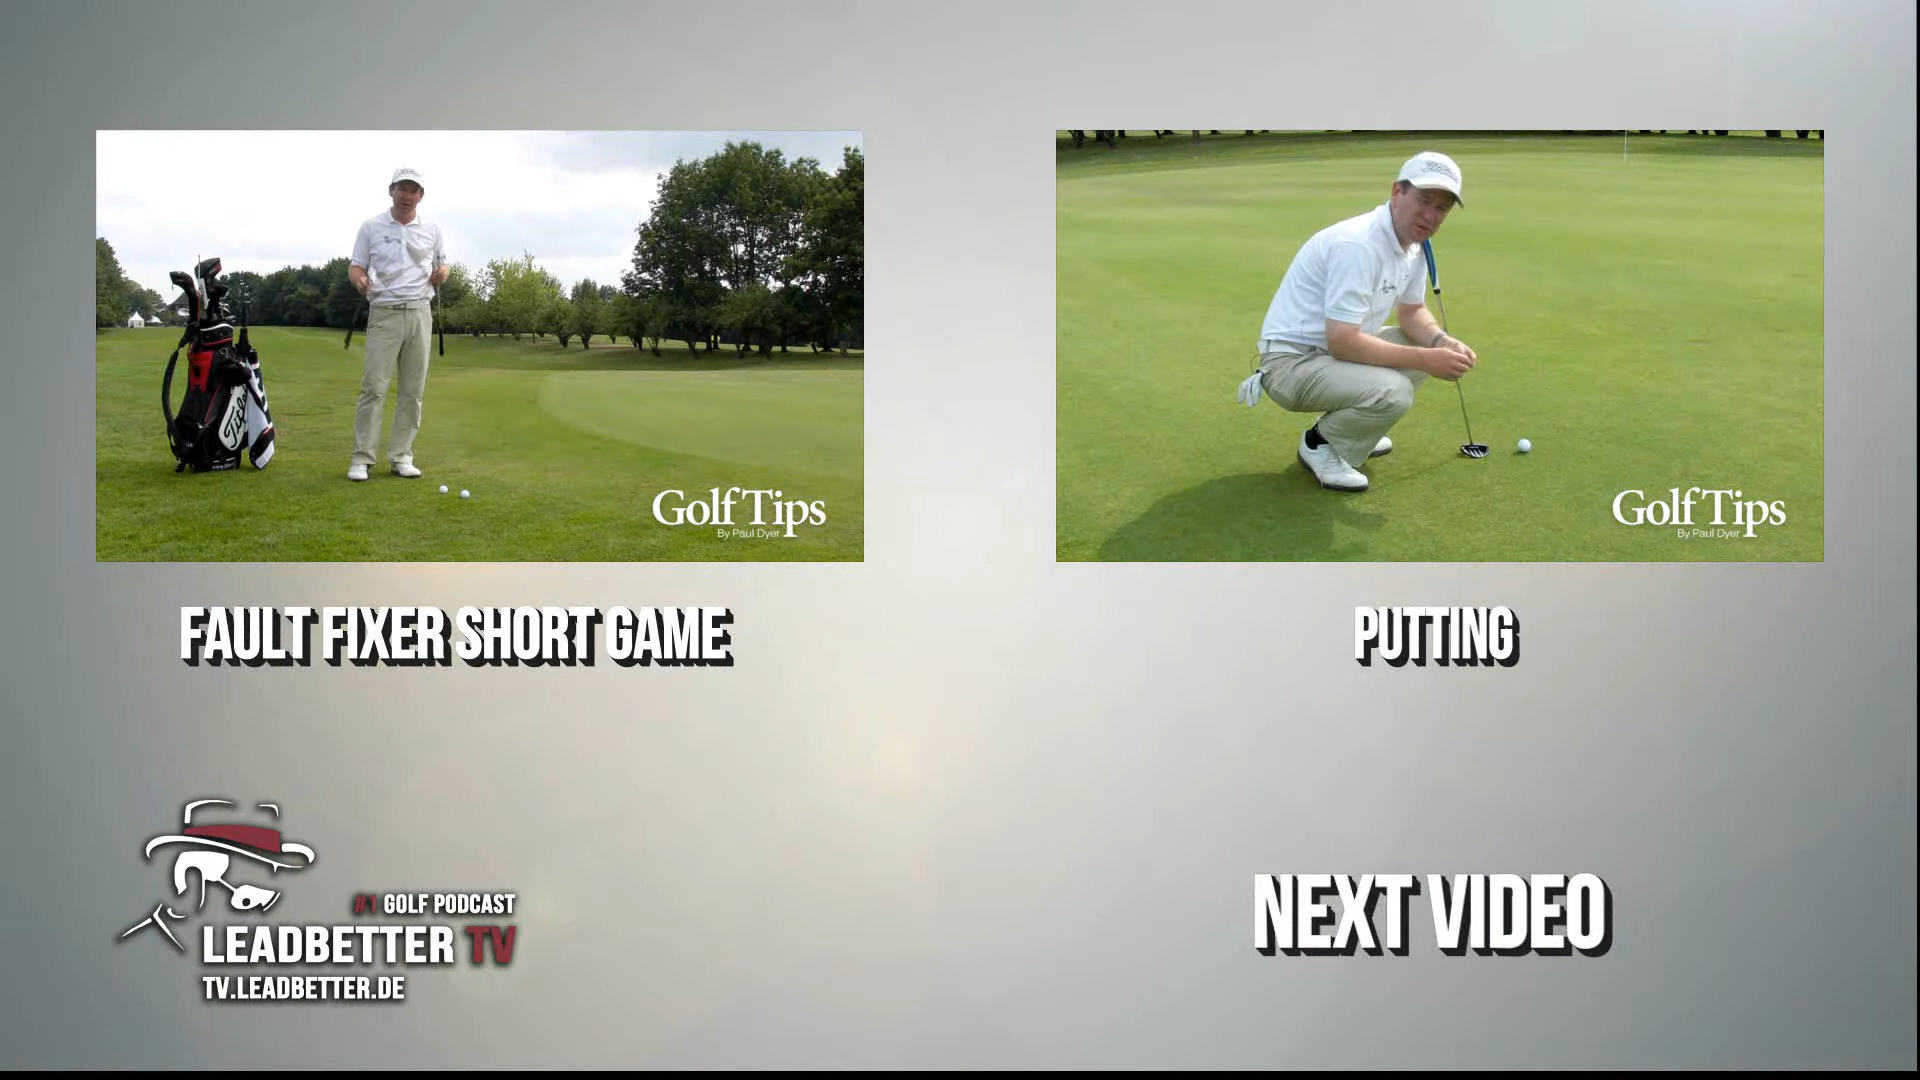 Titleist
Golf Tips
By Paul Dyer
Golf Tips
By Paul Dyer
FAULT FIXER SHORT GAME
PUTTING
#1 GOLF PODCAST
LEADBETTER TV
TV.LEADBETTER.DE
NEXT VIDEO